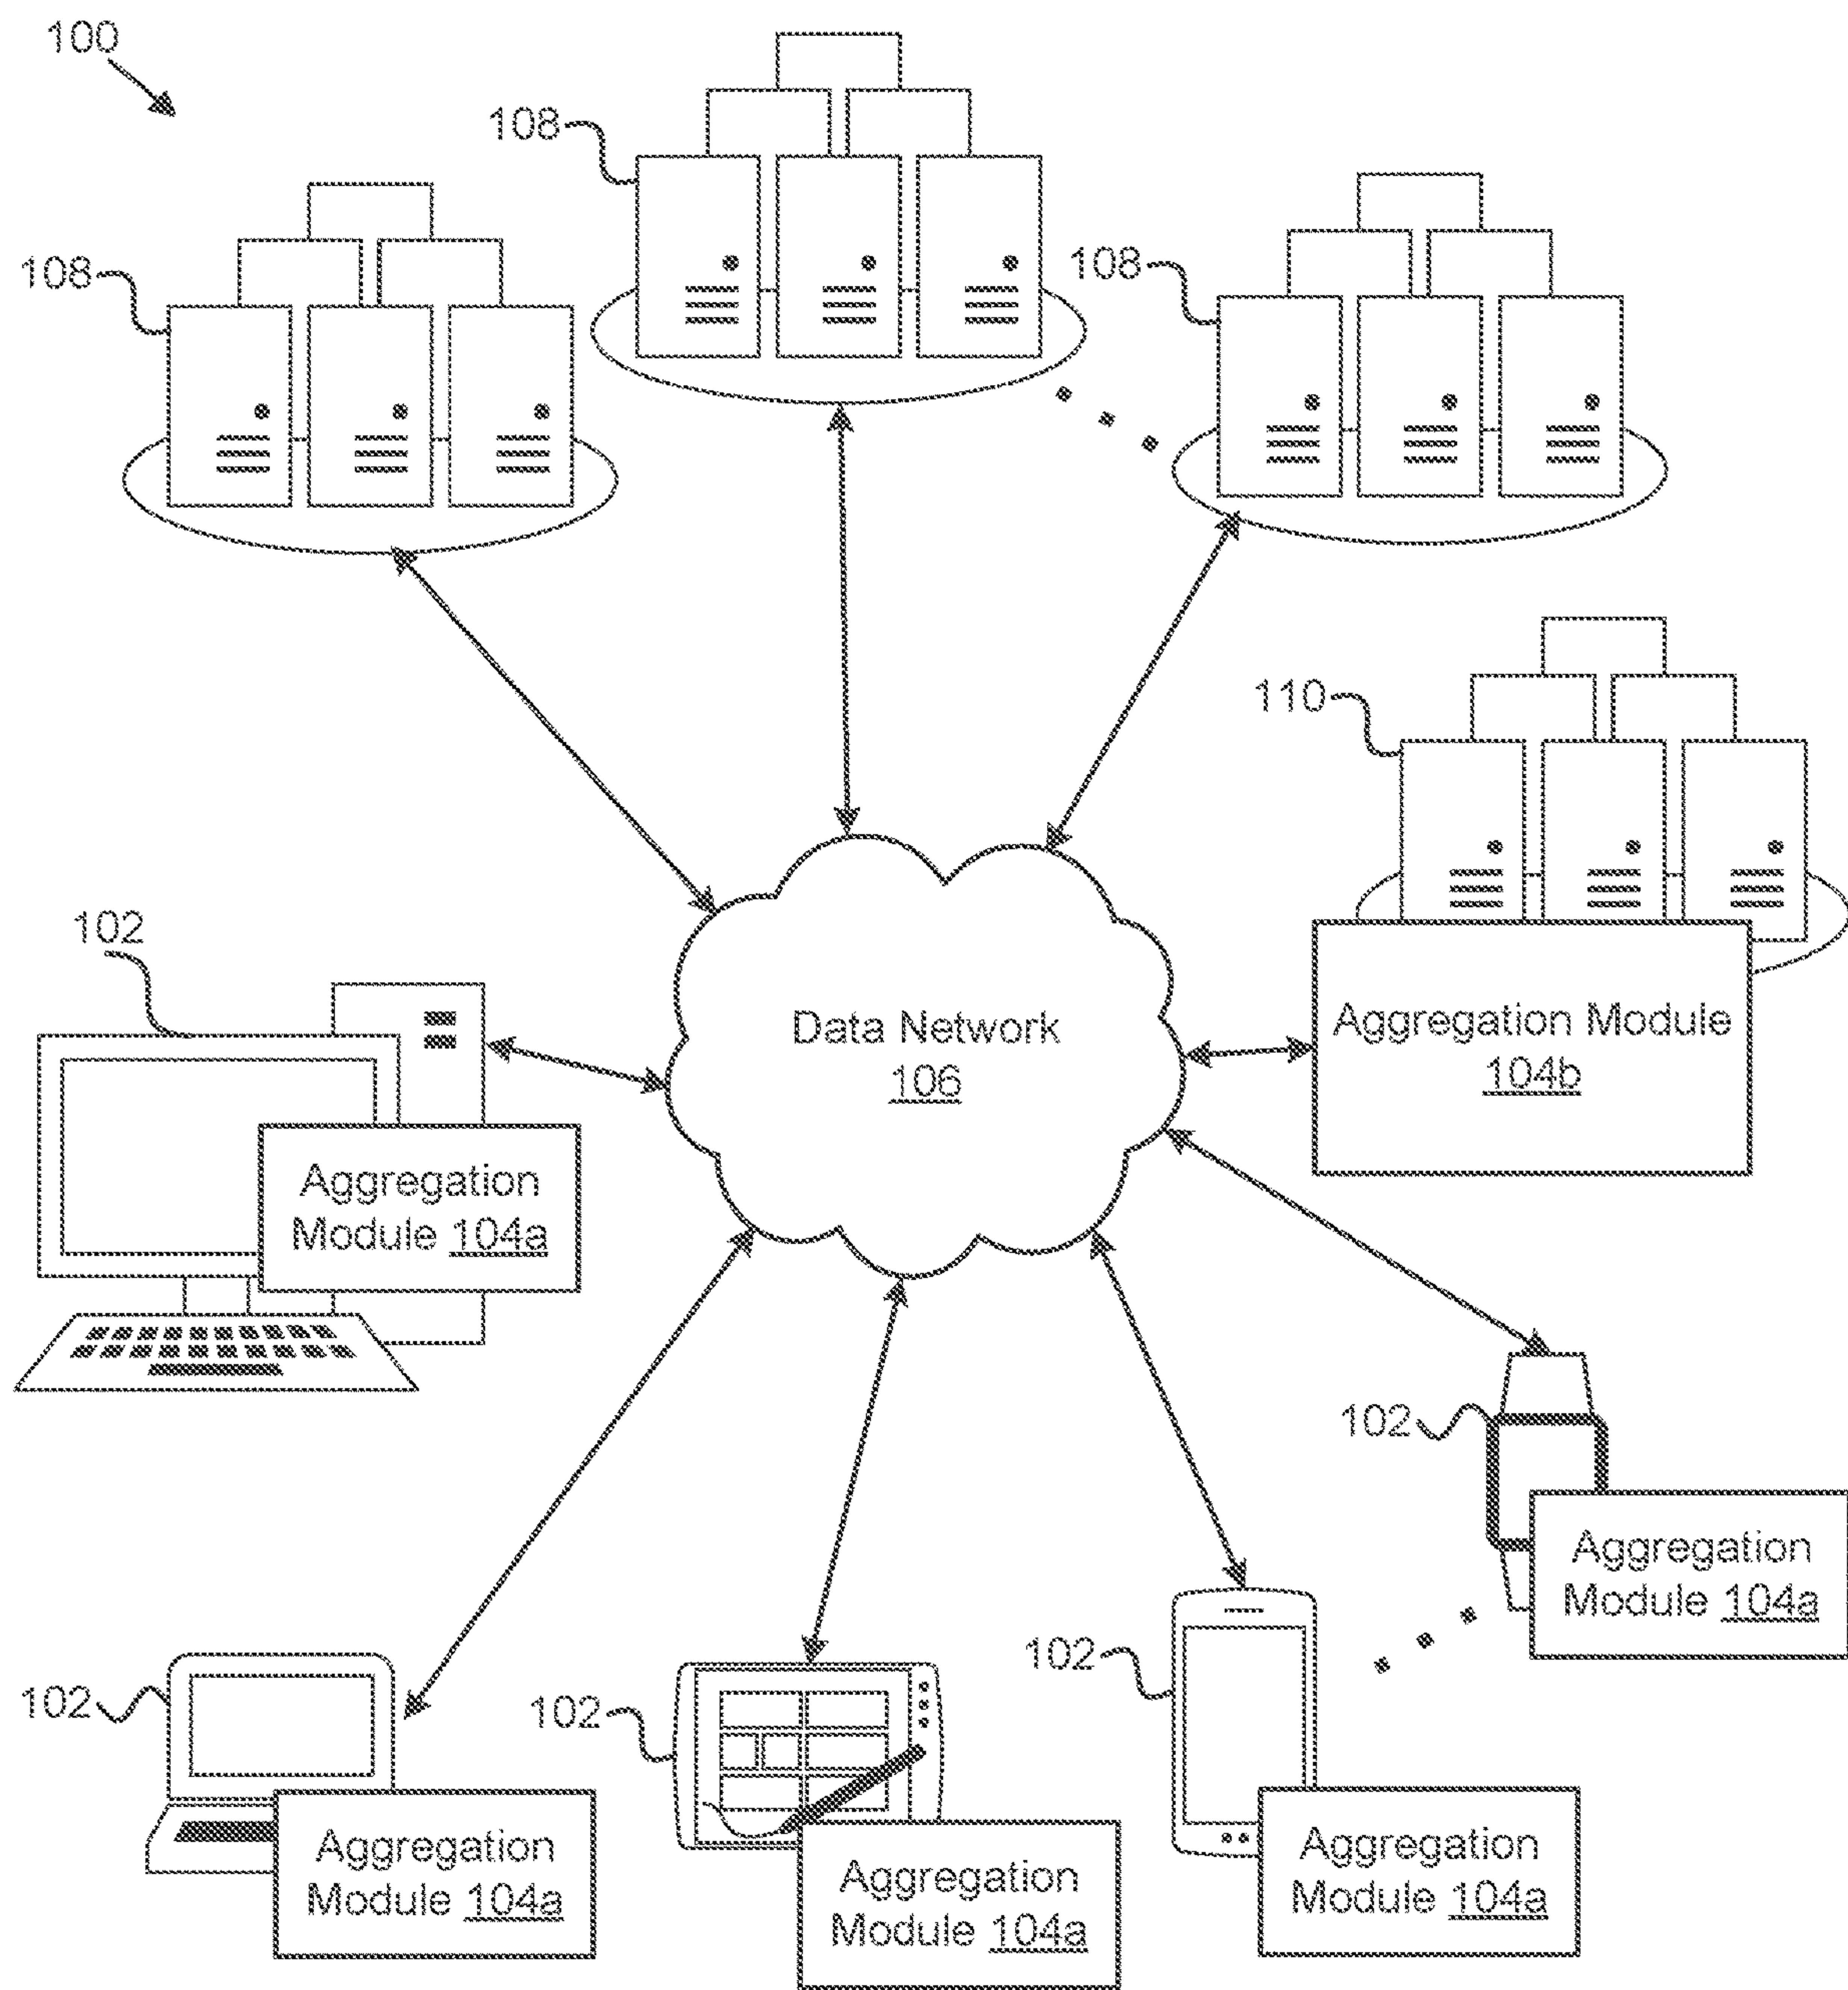 100
108
108
108
110
102
Data Network
106
Aggregation Module
104b
Aggregation
Module 104a
102
Aggregation
Module 104a
102
102
102
Aggregation
Module 104a
Aggregation
Module 104a
Aggregation
Module 104a